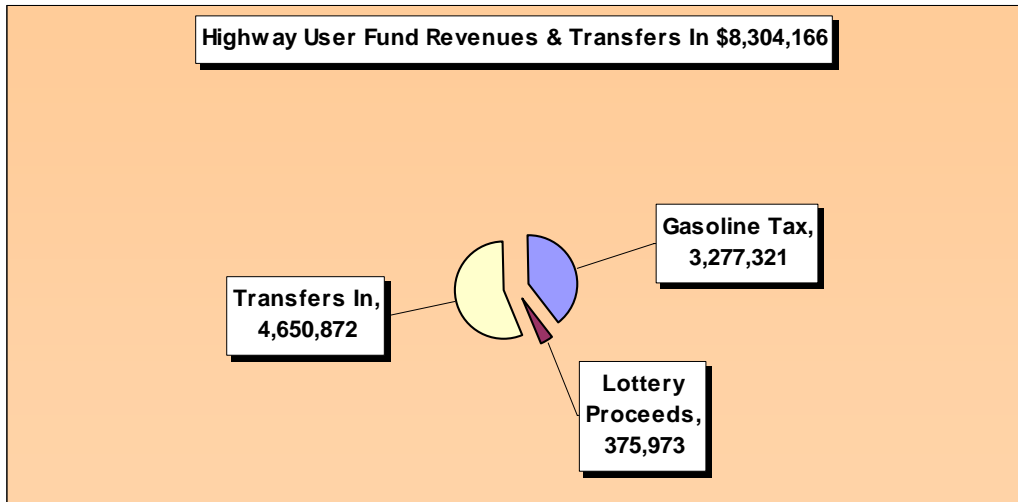 Highway User Fund Revenues & Transfers In $8,304,166
Gasoline Tax,
3,277,321
Transfers In,
4,650,872
Lottery
Proceeds,
375,973